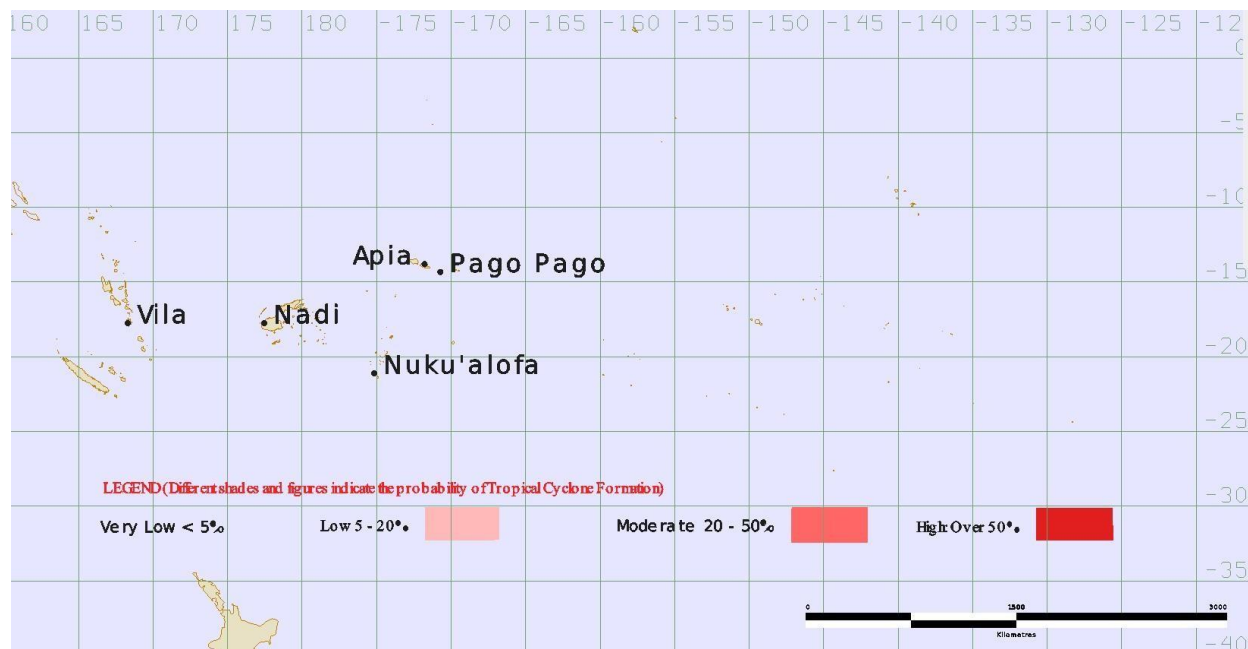 160 165 170 175 180 -175 -170 -160 -155 -150 -145 -140 -135 -130 -125 -12
0
-5
-10
Apia
Pago Pago
-15
Vila
Nadi
Nuku'alofa
-20
-25
LEGEND(Different shades and figures indicate the probability of Tropical Cyclone Formation)
-30
Very Low < 5%
Low 5 - 20%
Moderate 20 - 50%
High: Over 50%
-35
0 1500 3000
Kilometres
-40